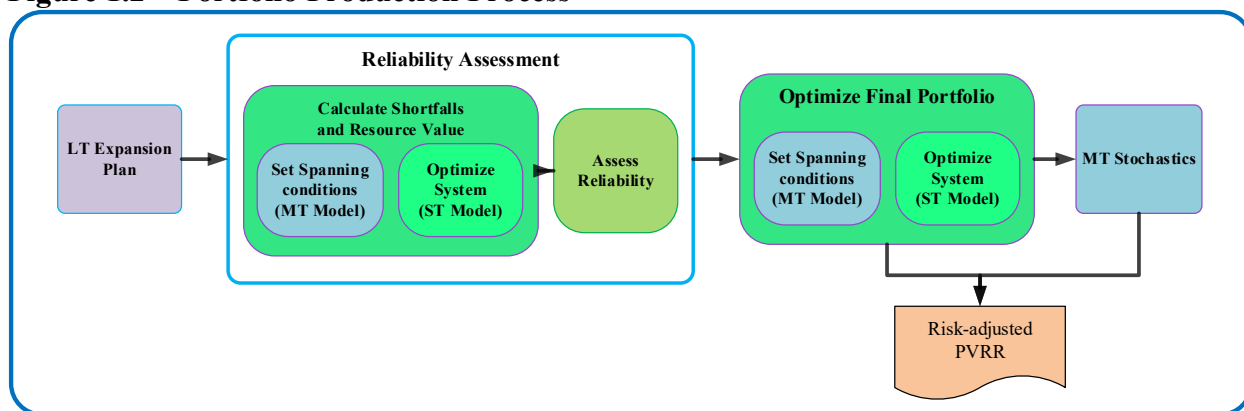 Figure I.2 – Portfolio Production Process
Reliability Assessment
LT Expansion
Plan
Calculate Shortfalls
and Resource Value
Set Spanning
conditions
(MT Model)
Optimize
System
(ST Model)
Assess
Reliability
Optimize Final Portfolio
Set Spanning
conditions
(MT Model)
Optimize
System
(ST Model)
MT Stochastics
Risk-adjusted
PVRR